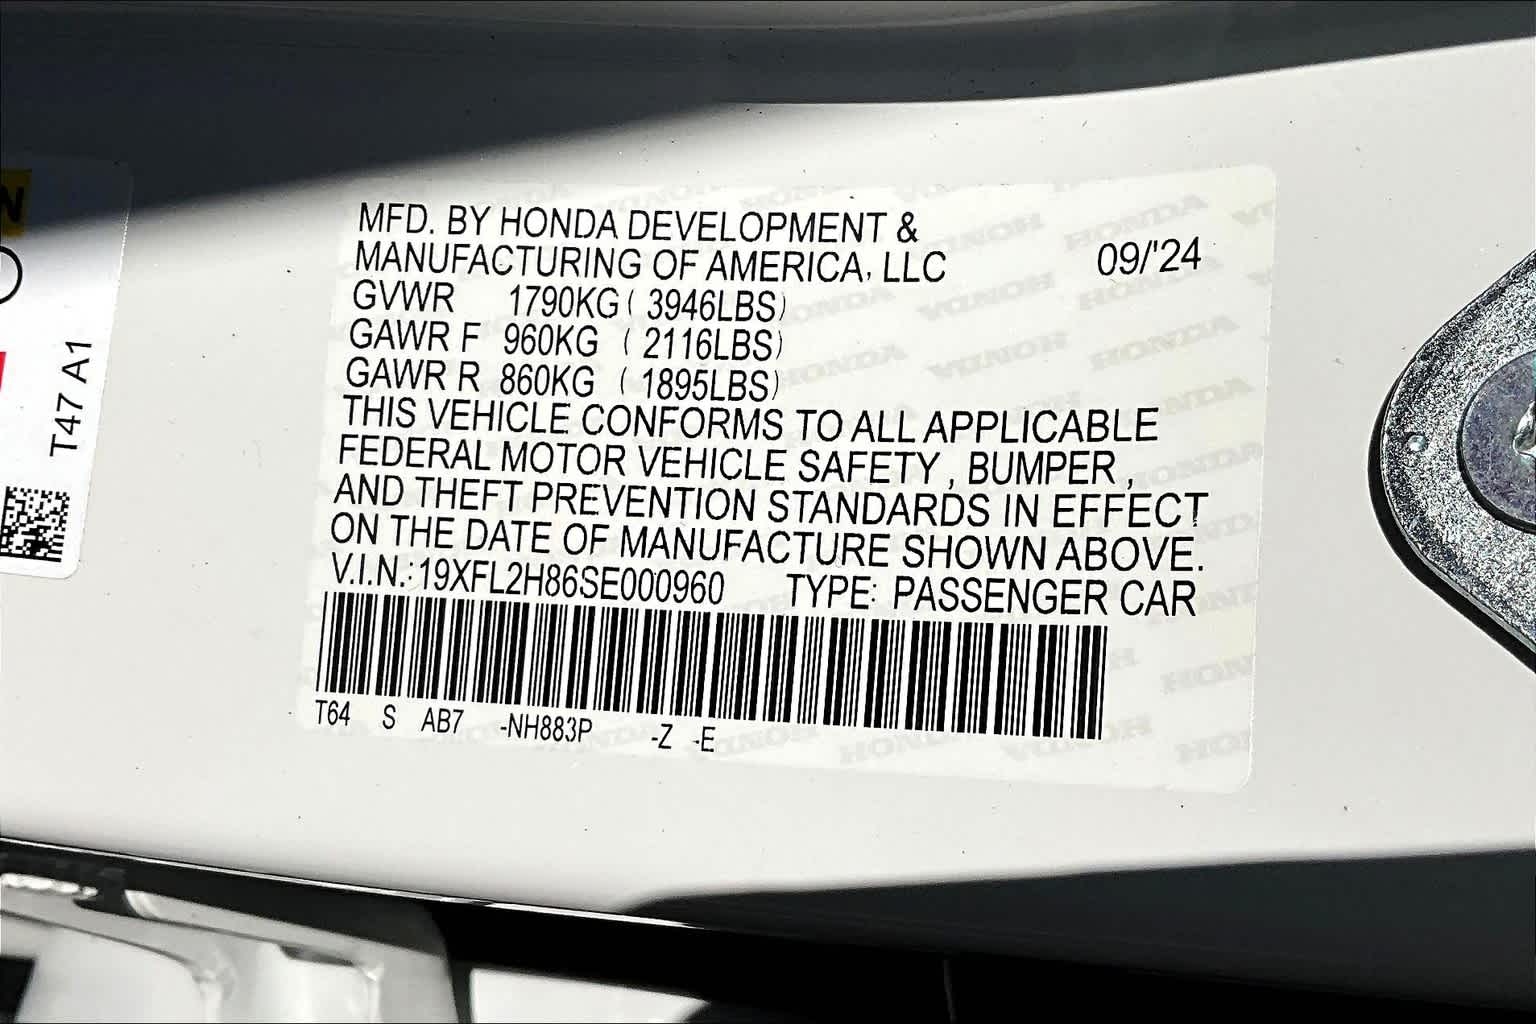 MFD. BY HONDA DEVELOPMENT &
MANUFACTURING OF AMERICA, LLC 09/'24
GVWR 1790KG ( 3946LBS)
GAWR F 960KG ( 2116LBS)
GAWR R 860KG ( 1895LBS)
THIS VEHICLE CONFORMS TO ALL APPLICABLE
FEDERAL MOTOR VEHICLE SAFETY , BUMPER ,
AND THEFT PREVENTION STANDARDS IN EFFECT
ON THE DATE OF MANUFACTURE SHOWN ABOVE.
V.I.N.: 19XFL2H86SE000960 TYPE: PASSENGER CAR
T64 S AB7 -NH883P -Z -E
T47 A1
N